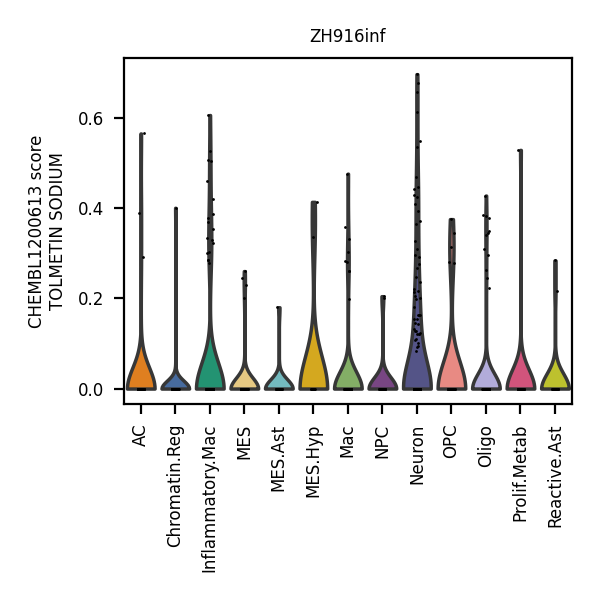 ZH916inf
CHEMBL1200613 score
TOLMETIN SODIUM
0.6
0.4
0.2
0.0
AC
Chromatin.Reg
Inflammatory.Mac
MES
MES.Ast
MES.Hyp
Mac
NPC
Neuron
OPC
Oligo
Prolif.Metab
Reactive.Ast